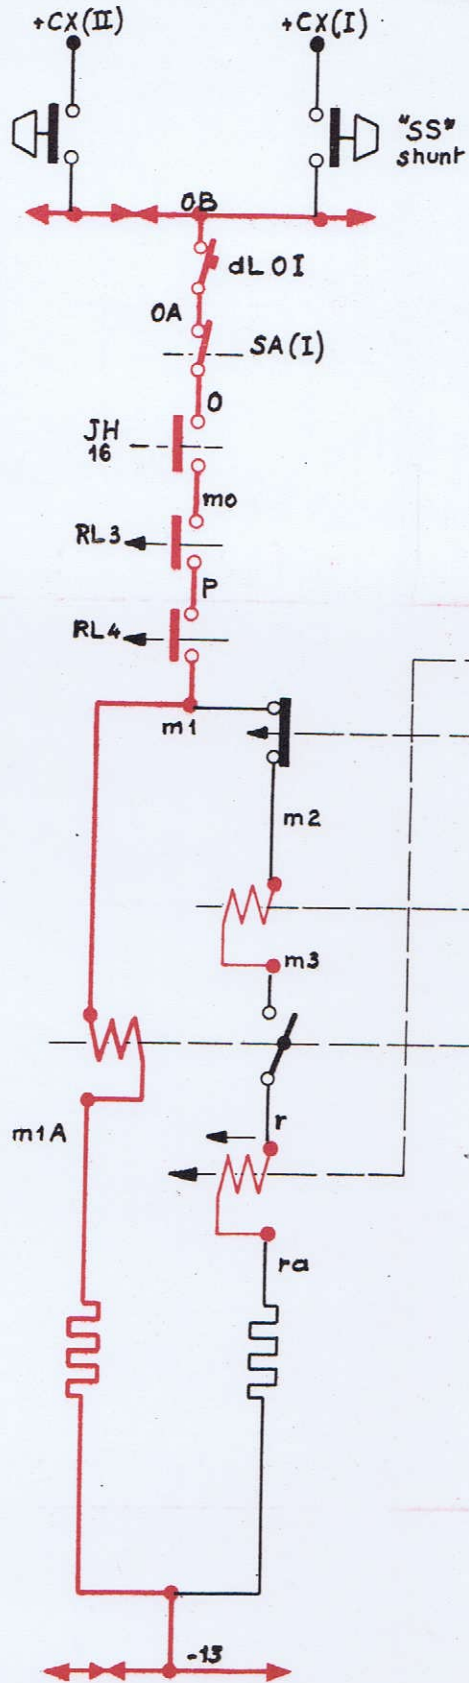 +CX(II)
+CX(I)
"SS"
shunt
OB
dLOI
OA
SA(I)
O
JH
16
mo
RL3
P
RL4
m1
m2
m3
m1A
r
ra
-13